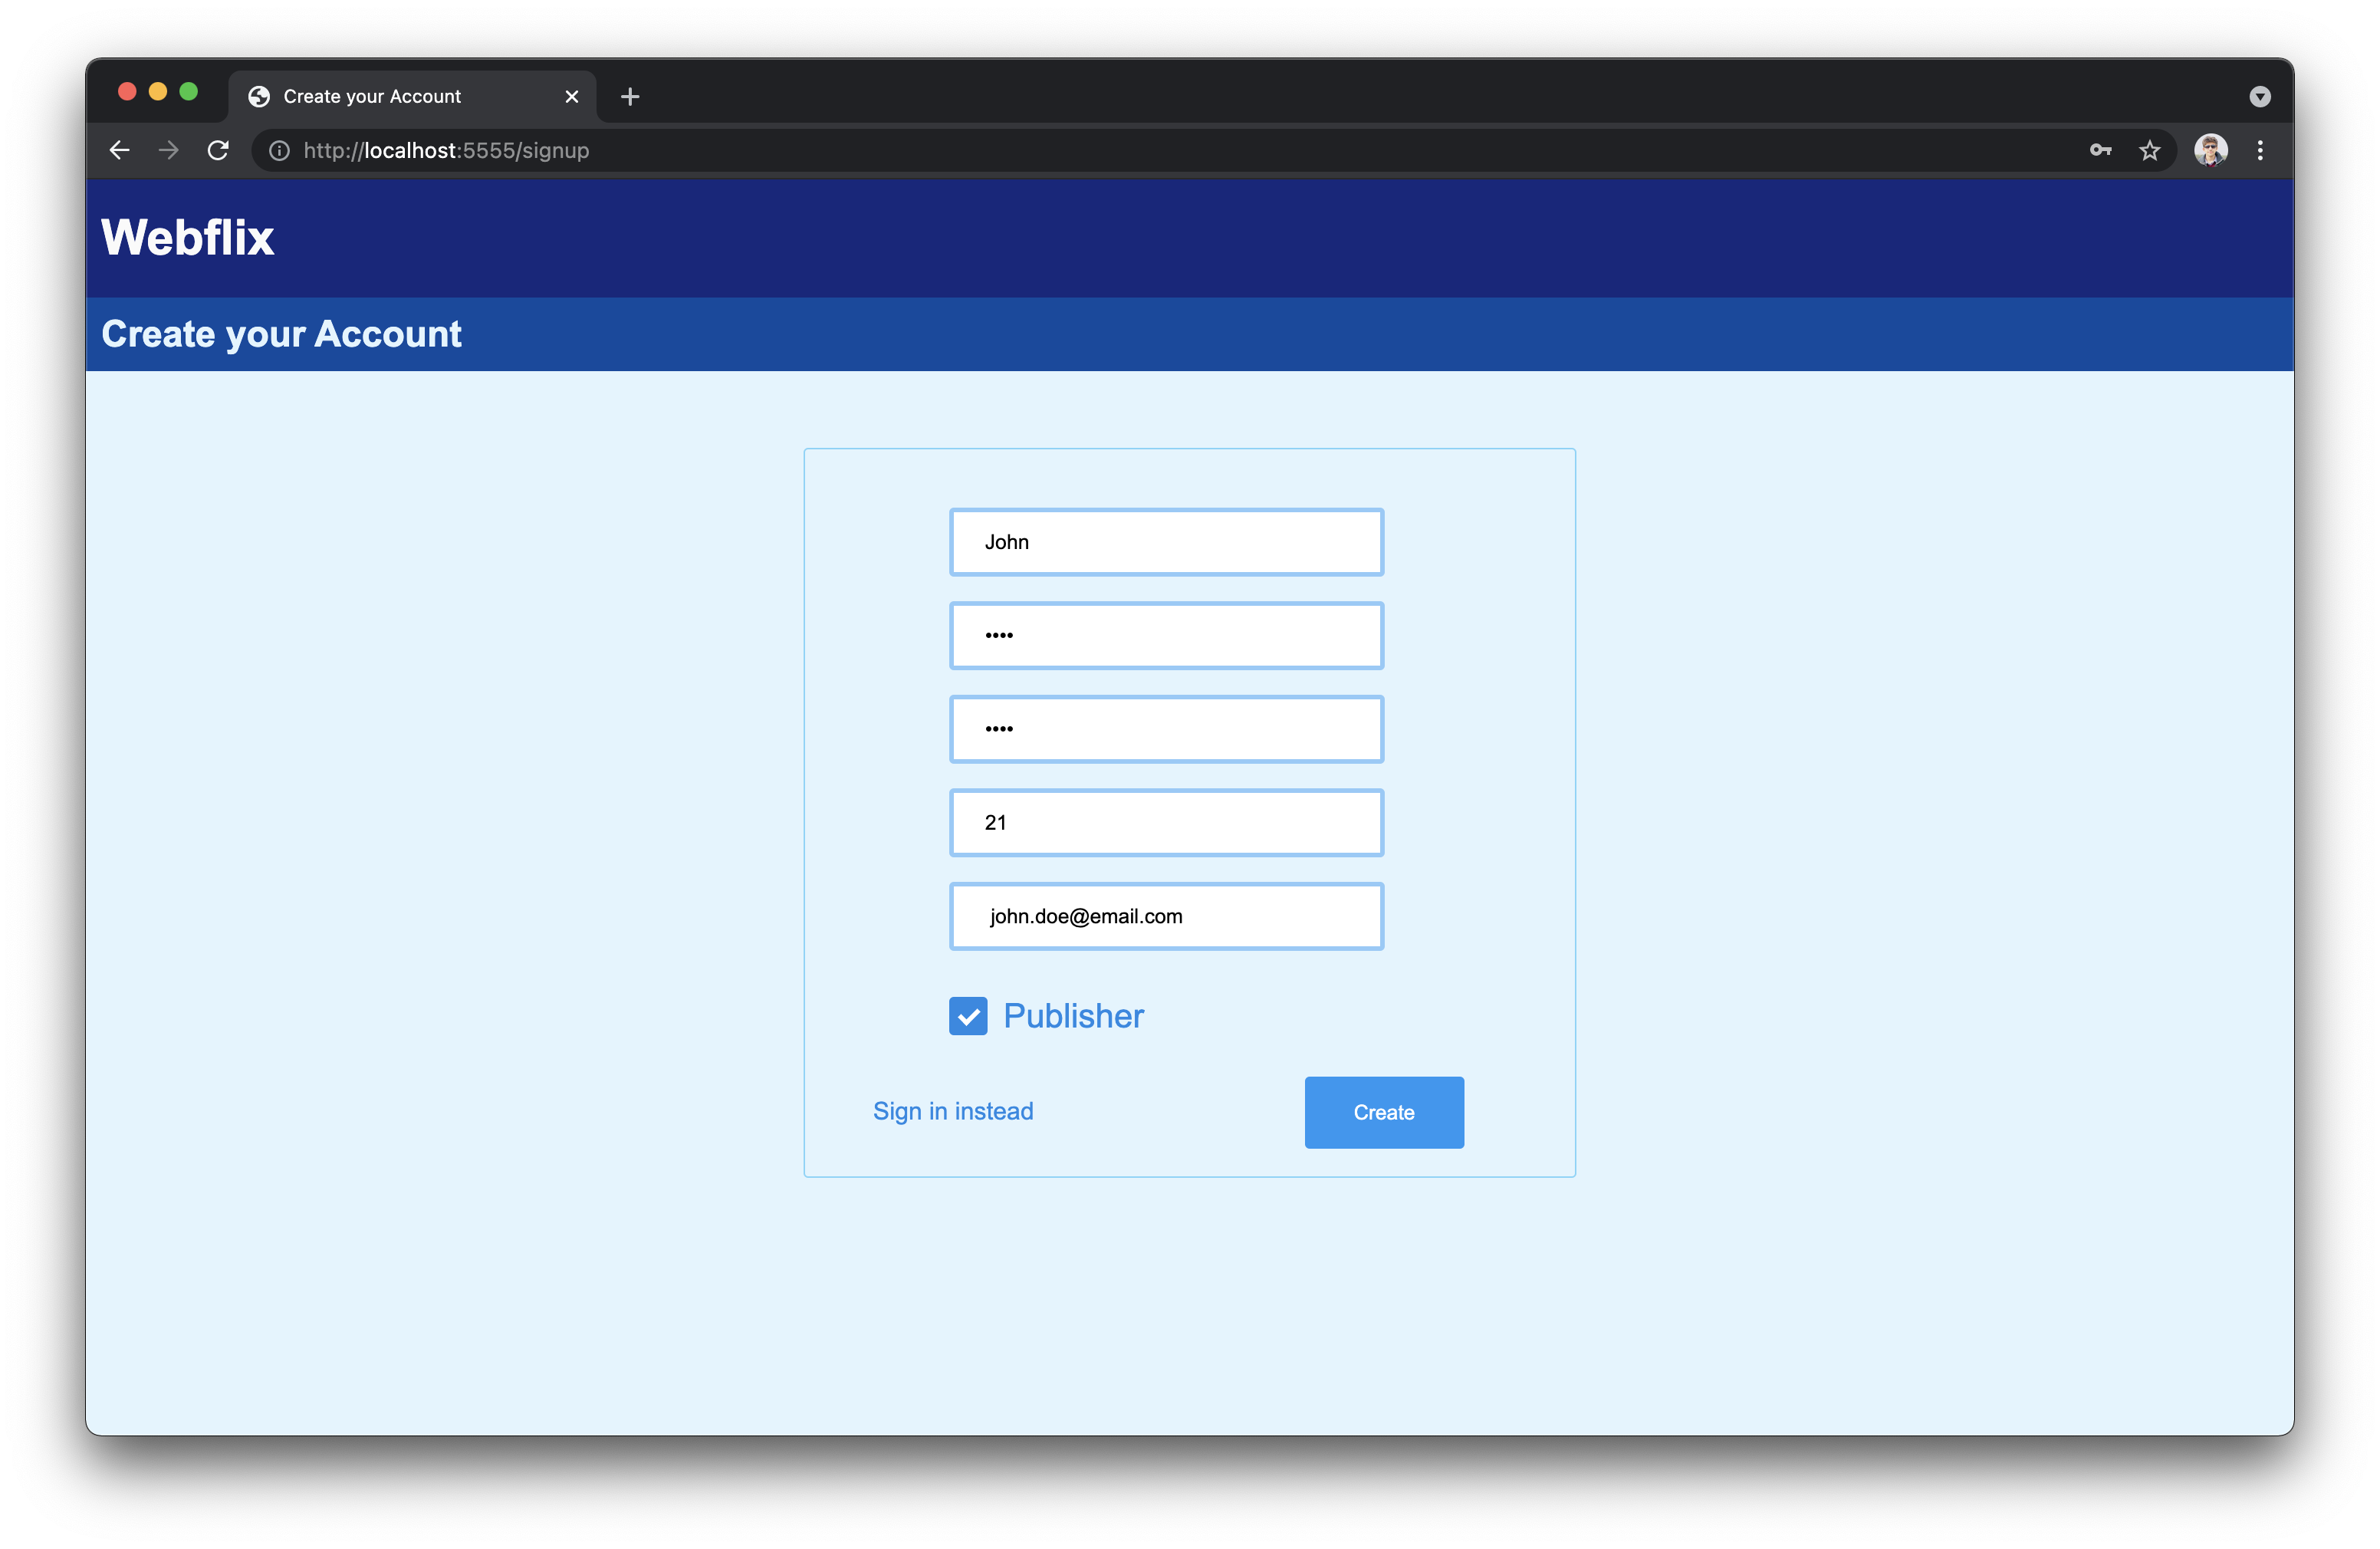 Create your Account
http://localhost:5555/signup
Webflix
Create your Account
John
••••
••••
21
john.doe@email.com
Publisher
Sign in instead
Create